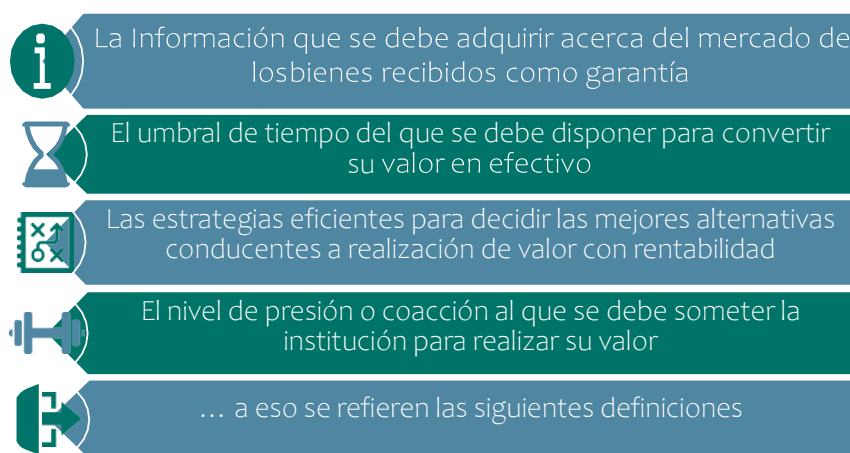 La Información que se debe adquirir acerca del mercado de
losbienes recibidos como garantía
El umbral de tiempo del que se debe disponer para convertir
su valor en efectivo
Las estrategias eficientes para decidir las mejores alternativas
conducentes a realización de valor con rentabilidad
El nivel de presión o coacción al que se debe someter la
institución para realizar su valor
... a eso se refieren las siguientes definiciones